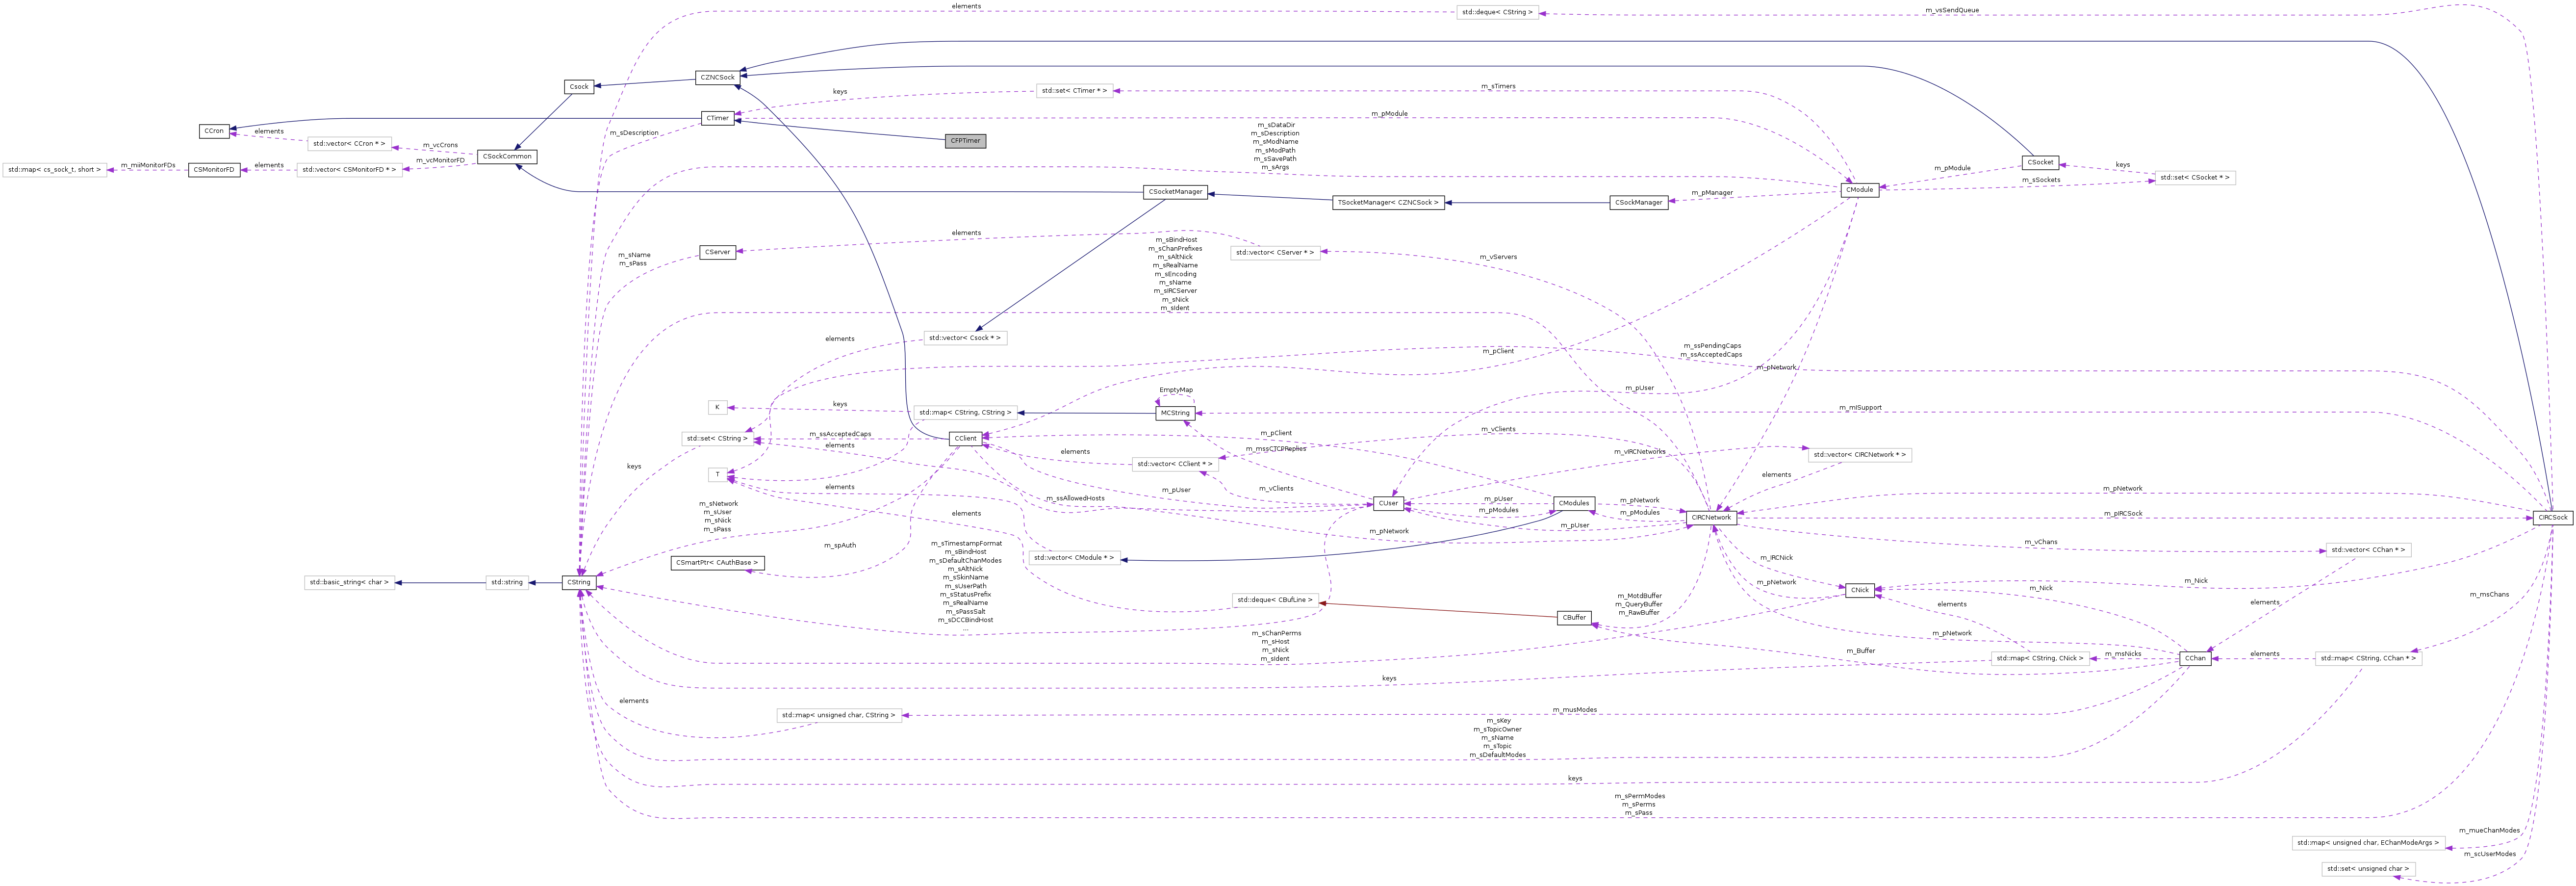 elements
std::deque< CString >
m_vsSendQueue
CZNCSock
Csock
keys
std::set< CTimer * >
m_sTimers
CTimer
m_pModule
CCron
elements
std::vector< CCron * >
m_vcCrons
m_sDescription
CFPTimer
m_sDataDir
m_sDescription
m_sModName
m_sModPath
m_sSavePath
m_sArgs
CSockCommon
m_vcMonitorFD
std::map< cs_sock_t, short >
m_miiMonitorFDs
CSMonitorFD
elements
std::vector< CSMonitorFD * >
CSocket
m_pModule
keys
std::set< CSocket * >
m_sSockets
CModule
CSocketManager
TSocketManager< CZNCSock >
CSockManager
m_pManager
elements
CServer
m_sName
m_sPass
std::vector< CServer * >
m_vServers
m_sBindHost
m_sChanPrefixes
m_sAltNick
m_sRealName
m_sEncoding
m_sName
m_sIRCServer
m_sNick
m_sIdent
elements
std::vector< Csock * >
m_pClient
m_ssPendingCaps
m_ssAcceptedCaps
m_pNetwork
m_pUser
EmptyMap
K
keys
std::map< CString, CString >
MCString
m_mISupport
std::set< CString >
m_ssAcceptedCaps
elements
CClient
m_pClient
m_vClients
keys
T
elements
std::vector< CClient * >
m_mssCTCPReplies
m_vIRCNetworks
std::vector< CIRCNetwork * >
elements
elements
m_pUser
m_vClients
m_ssAllowedHosts
CUser
m_pUser
m_pModules
CModules
m_pNetwork
m_pModules
m_pUser
CIRCNetwork
m_pNetwork
m_pIRCSock
CIRCSock
m_sNetwork
m_sUser
m_sNick
m_sPass
elements
m_pNetwork
m_spAuth
m_vChans
std::vector< CChan * >
CSmartPtr< CAuthBase >
m_sTimestampFormat
m_sBindHost
m_sDefaultChanModes
m_sAltNick
m_sSkinName
m_sUserPath
m_sStatusPrefix
m_sRealName
m_sPassSalt
m_sDCCBindHost
...
std::vector< CModule * >
m_IRCNick
m_pNetwork
std::basic_string< char >
std::string
CString
CNick
m_Nick
m_Nick
std::deque< CBufLine >
CBuffer
m_MotdBuffer
m_QueryBuffer
m_RawBuffer
elements
elements
m_msChans
m_sChanPerms
m_sHost
m_sNick
m_sIdent
m_pNetwork
m_Buffer
std::map< CString, CNick >
m_msNicks
CChan
elements
std::map< CString, CChan * >
keys
elements
std::map< unsigned char, CString >
m_musModes
m_sKey
m_sTopicOwner
m_sName
m_sTopic
m_sDefaultModes
keys
m_sPermModes
m_sPerms
m_sPass
m_mueChanModes
std::map< unsigned char, EChanModeArgs >
m_scUserModes
std::set< unsigned char >